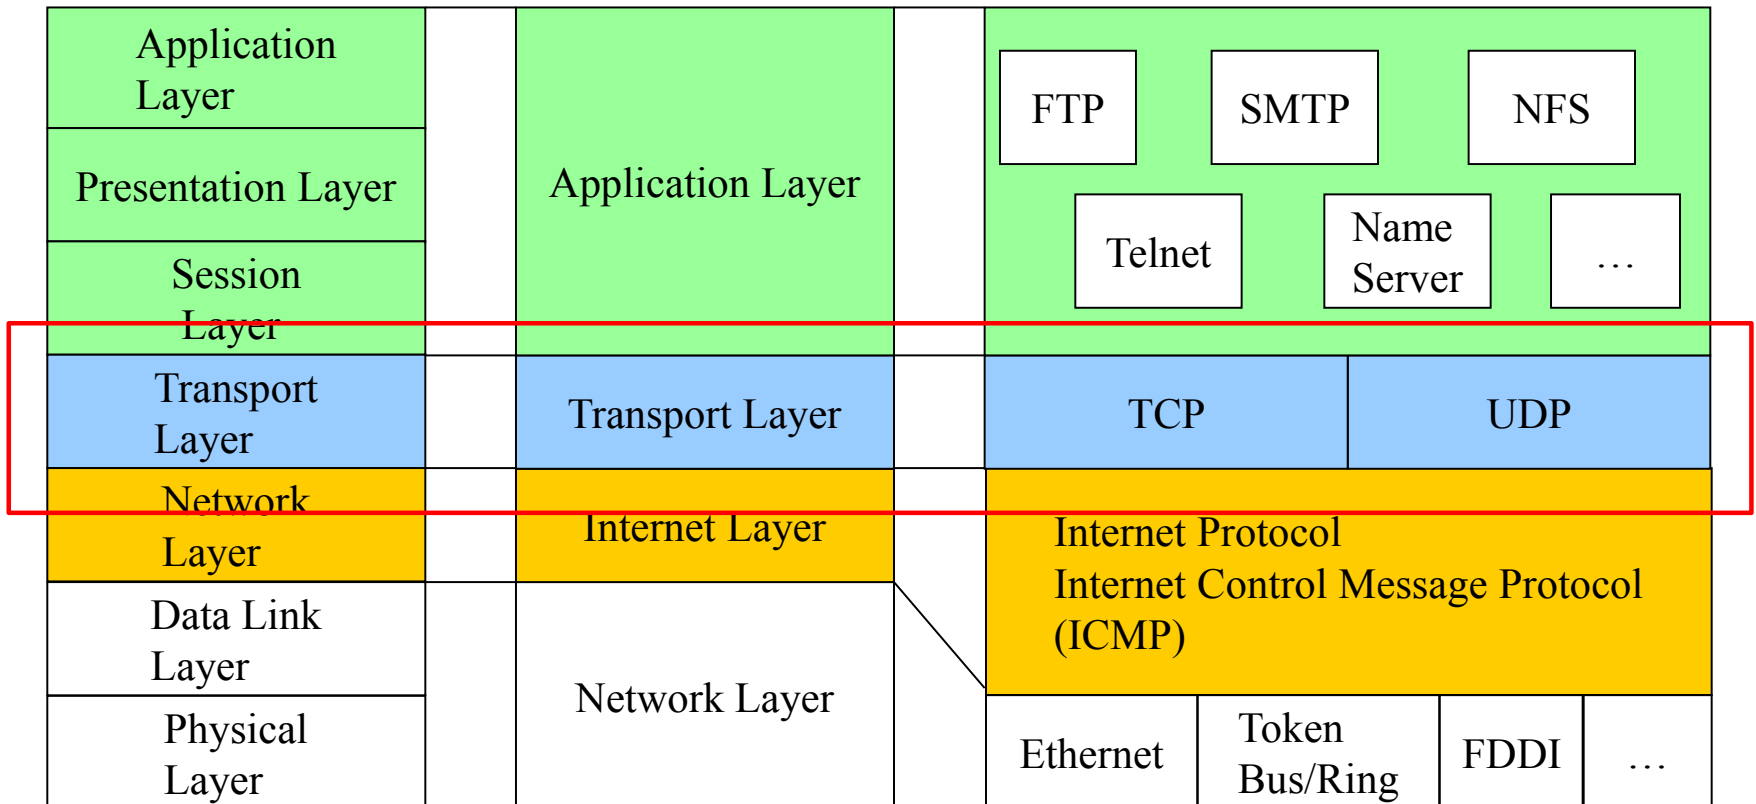 Application
Layer
Presentation Layer
Session
Layer
Transport
Layer
Network
Layer
Data Link
Layer
Physical
Layer
Application Layer
Transport Layer
Internet Layer
Network Layer
FTP
SMTP
NFS
Telnet
Name
Server
…
TCP
UDP
Internet Protocol
Internet Control Message Protocol
(ICMP)
Ethernet
Token
Bus/Ring
FDDI
…